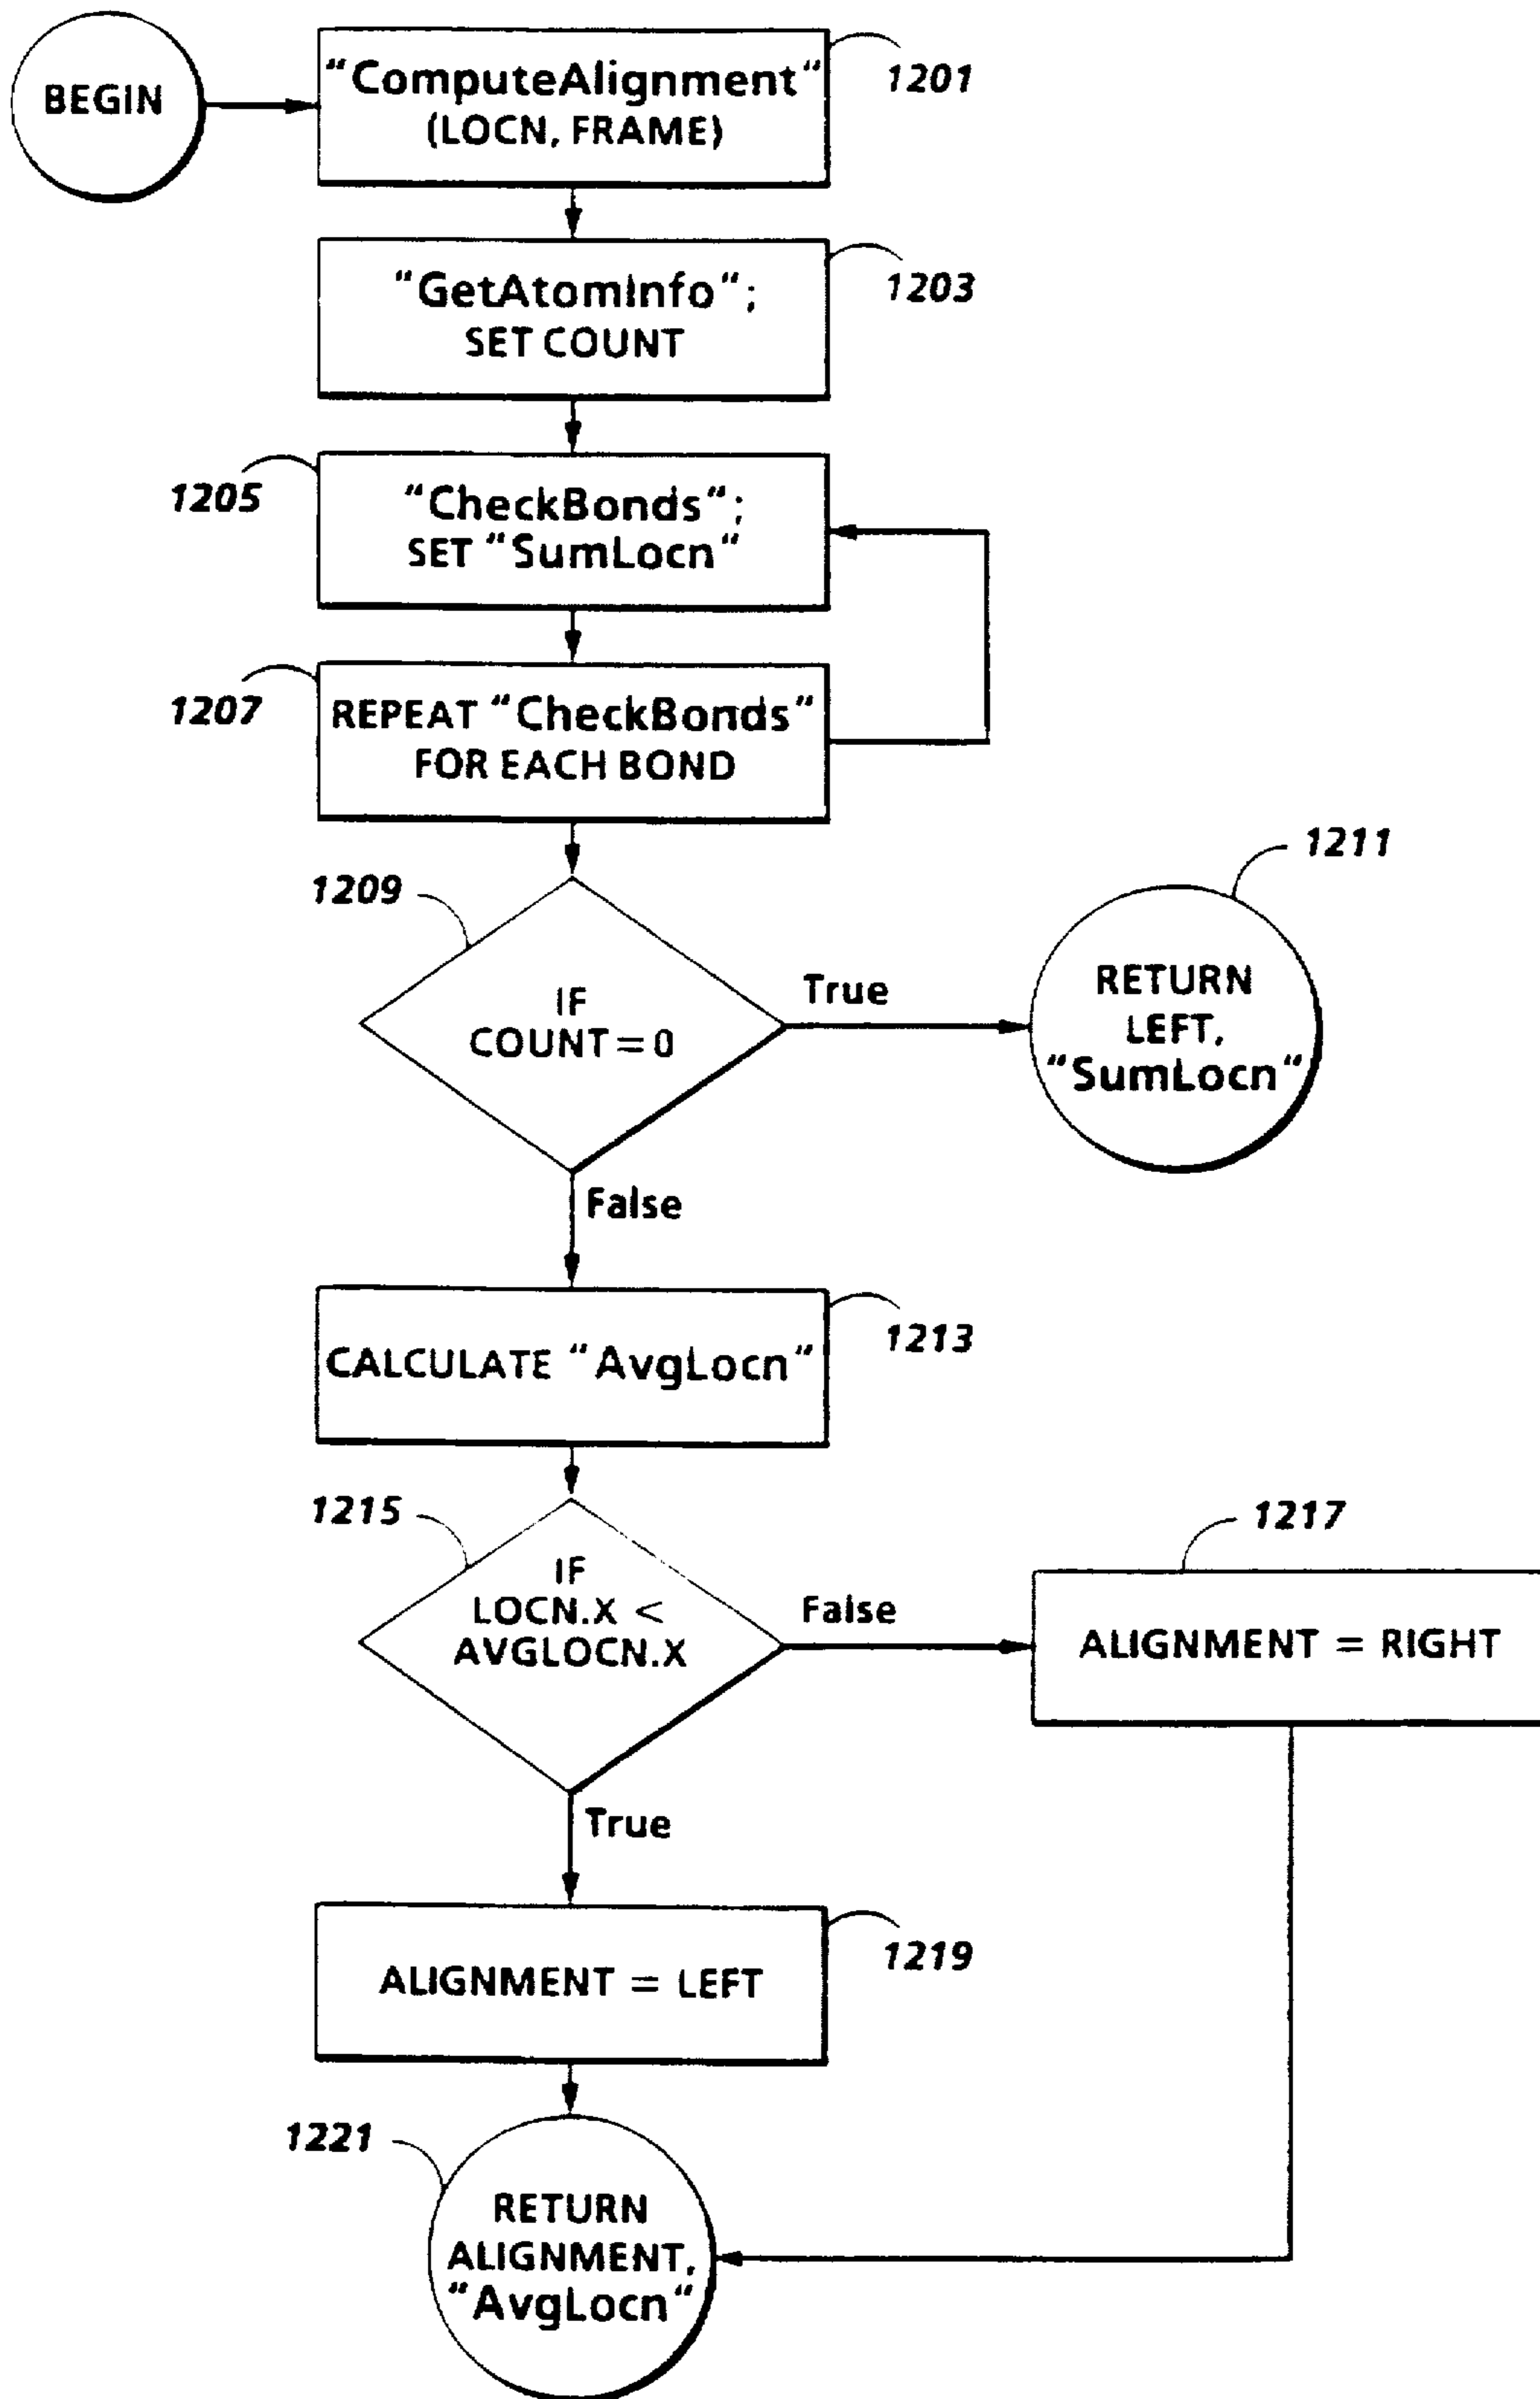 BEGIN
“ComputeAlignment“
(LOCN, FRAME)
1201
“GetAtomInfo“;
SET COUNT
1203
1205
“CheckBonds“;
SET “SumLocn“
1207
REPEAT “CheckBonds“
FOR EACH BOND
1209
IF
COUNT = 0
True
1211
RETURN
LEFT,
“SumLocn“
False
CALCULATE “AvgLocn“
1213
1215
IF
LOCN.X <
AVGLOCN.X
False
1217
ALIGNMENT = RIGHT
True
ALIGNMENT = LEFT
1219
1221
RETURN
ALIGNMENT,
“AvgLocn“